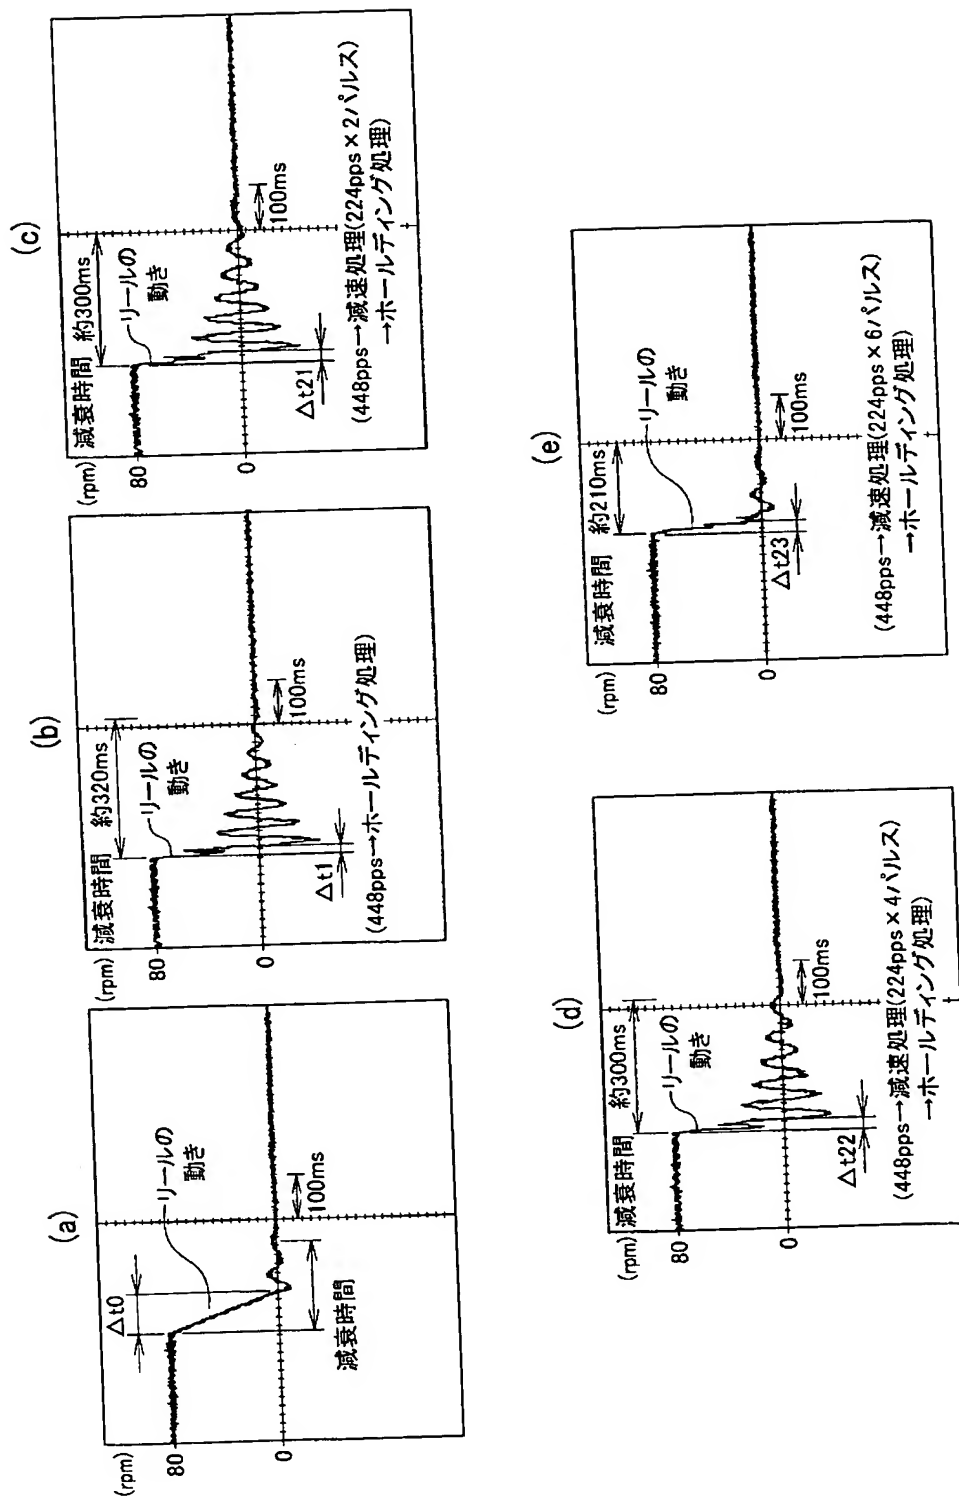 (a)
(rpm)
80
0
△t0
リールの
動き
100ms
減衰時間
(b)
減衰時間 約320ms
(rpm)
80
0
リールの
動き
100ms
△t1
(448pps→ホールディング処理)
(c)
減衰時間 約300ms
(rpm)
80
0
リールの
動き
100ms
△t21
(448pps→減速処理(224pps×2パルス)
→ホールディング処理)
(d)
減衰時間 約300ms
(rpm)
80
0
リールの
動き
100ms
△t22
(448pps→減速処理(224pps×4パルス)
→ホールディング処理)
(e)
減衰時間 約210ms
(rpm)
80
0
リールの
動き
100ms
△t23
(448pps→減速処理(224pps×6パルス)
→ホールディング処理)